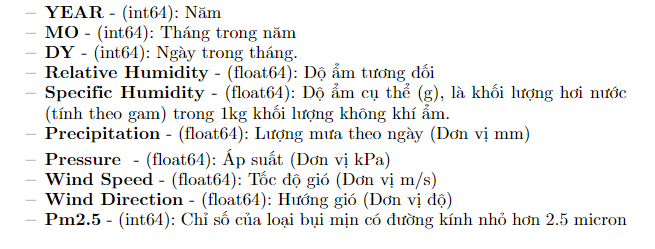 – YEAR - (int64): Năm
– MO - (int64): Tháng trong năm
– DY - (int64): Ngày trong tháng.
– Relative Humidity - (float64): Dộ ẩm tương đối
– Specific Humidity - (float64): Dộ ẩm cụ thể (g), là khối lượng hơi nước
(tính theo gam) trong 1kg khối lượng không khí ẩm.
– Precipitation - (float64): Lượng mưa theo ngày (Dơn vị mm)
– Pressure - (float64): Áp suất (Dơn vị kPa)
– Wind Speed - (float64): Tốc độ gió (Dơn vị m/s)
– Wind Direction - (float64): Hướng gió (Dơn vị độ)
– Pm2.5 - (int64): Chỉ số của loại bụi mịn có đường kính nhỏ hơn 2.5 micron